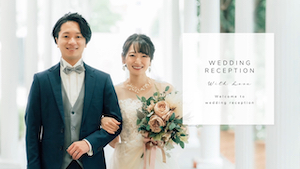 WEDDING
RECEPTION
With Love
Welcome to
wedding reception